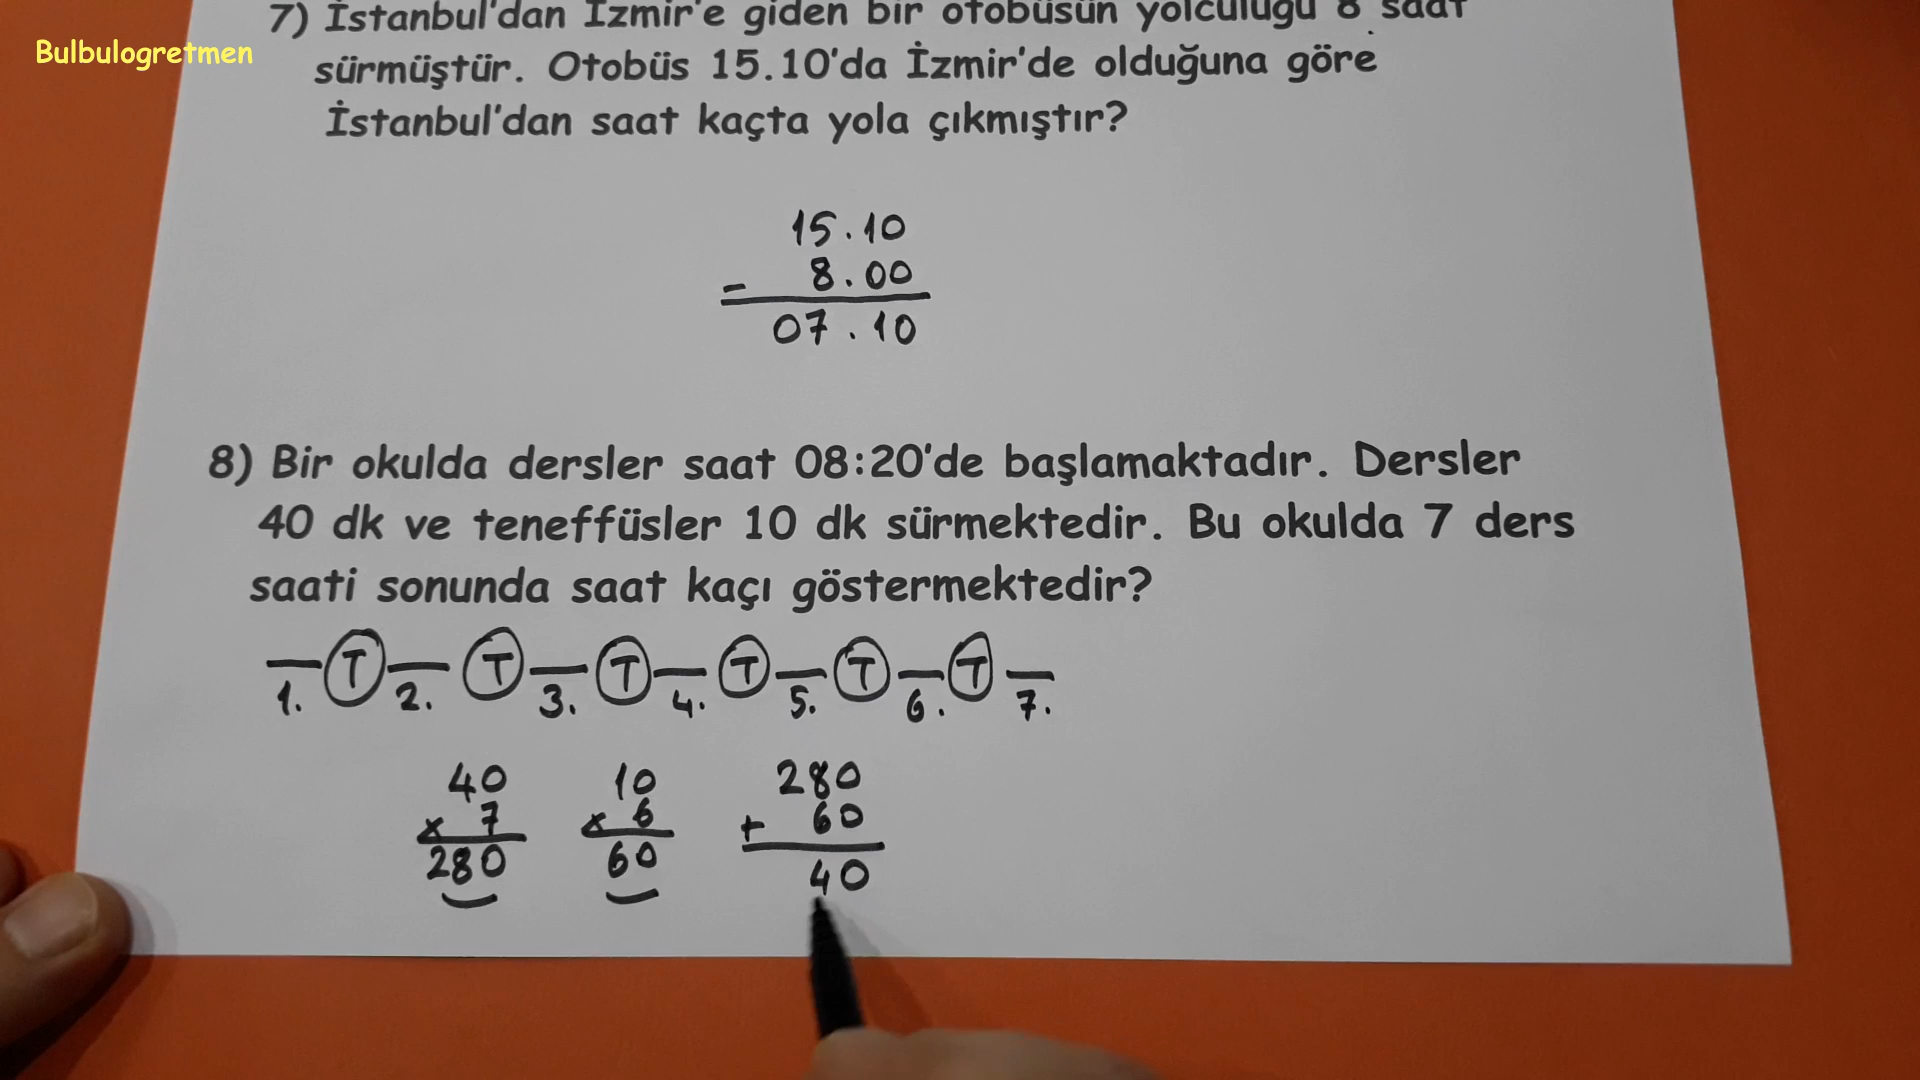 Bulbulogretmen
7) İstanbul'dan İzmir'e giden bir otobüsün yolculuğu 8 saat
sürmüştür. Otobüs 15.10'da İzmir'de olduğuna göre
İstanbul'dan saat kaçta yola çıkmıştır?
15.10
- 8.00
07.10
8) Bir okulda dersler saat 08:20'de başlamaktadır. Dersler
40 dk ve teneffüsler 10 dk sürmektedir. Bu okulda 7 ders
saati sonunda saat kaçı göstermektedir?
T T T T T T
1. 2. 3. 4. 5. 6. 7.
40 10 280
x 7 x 6 + 60
280 60 40